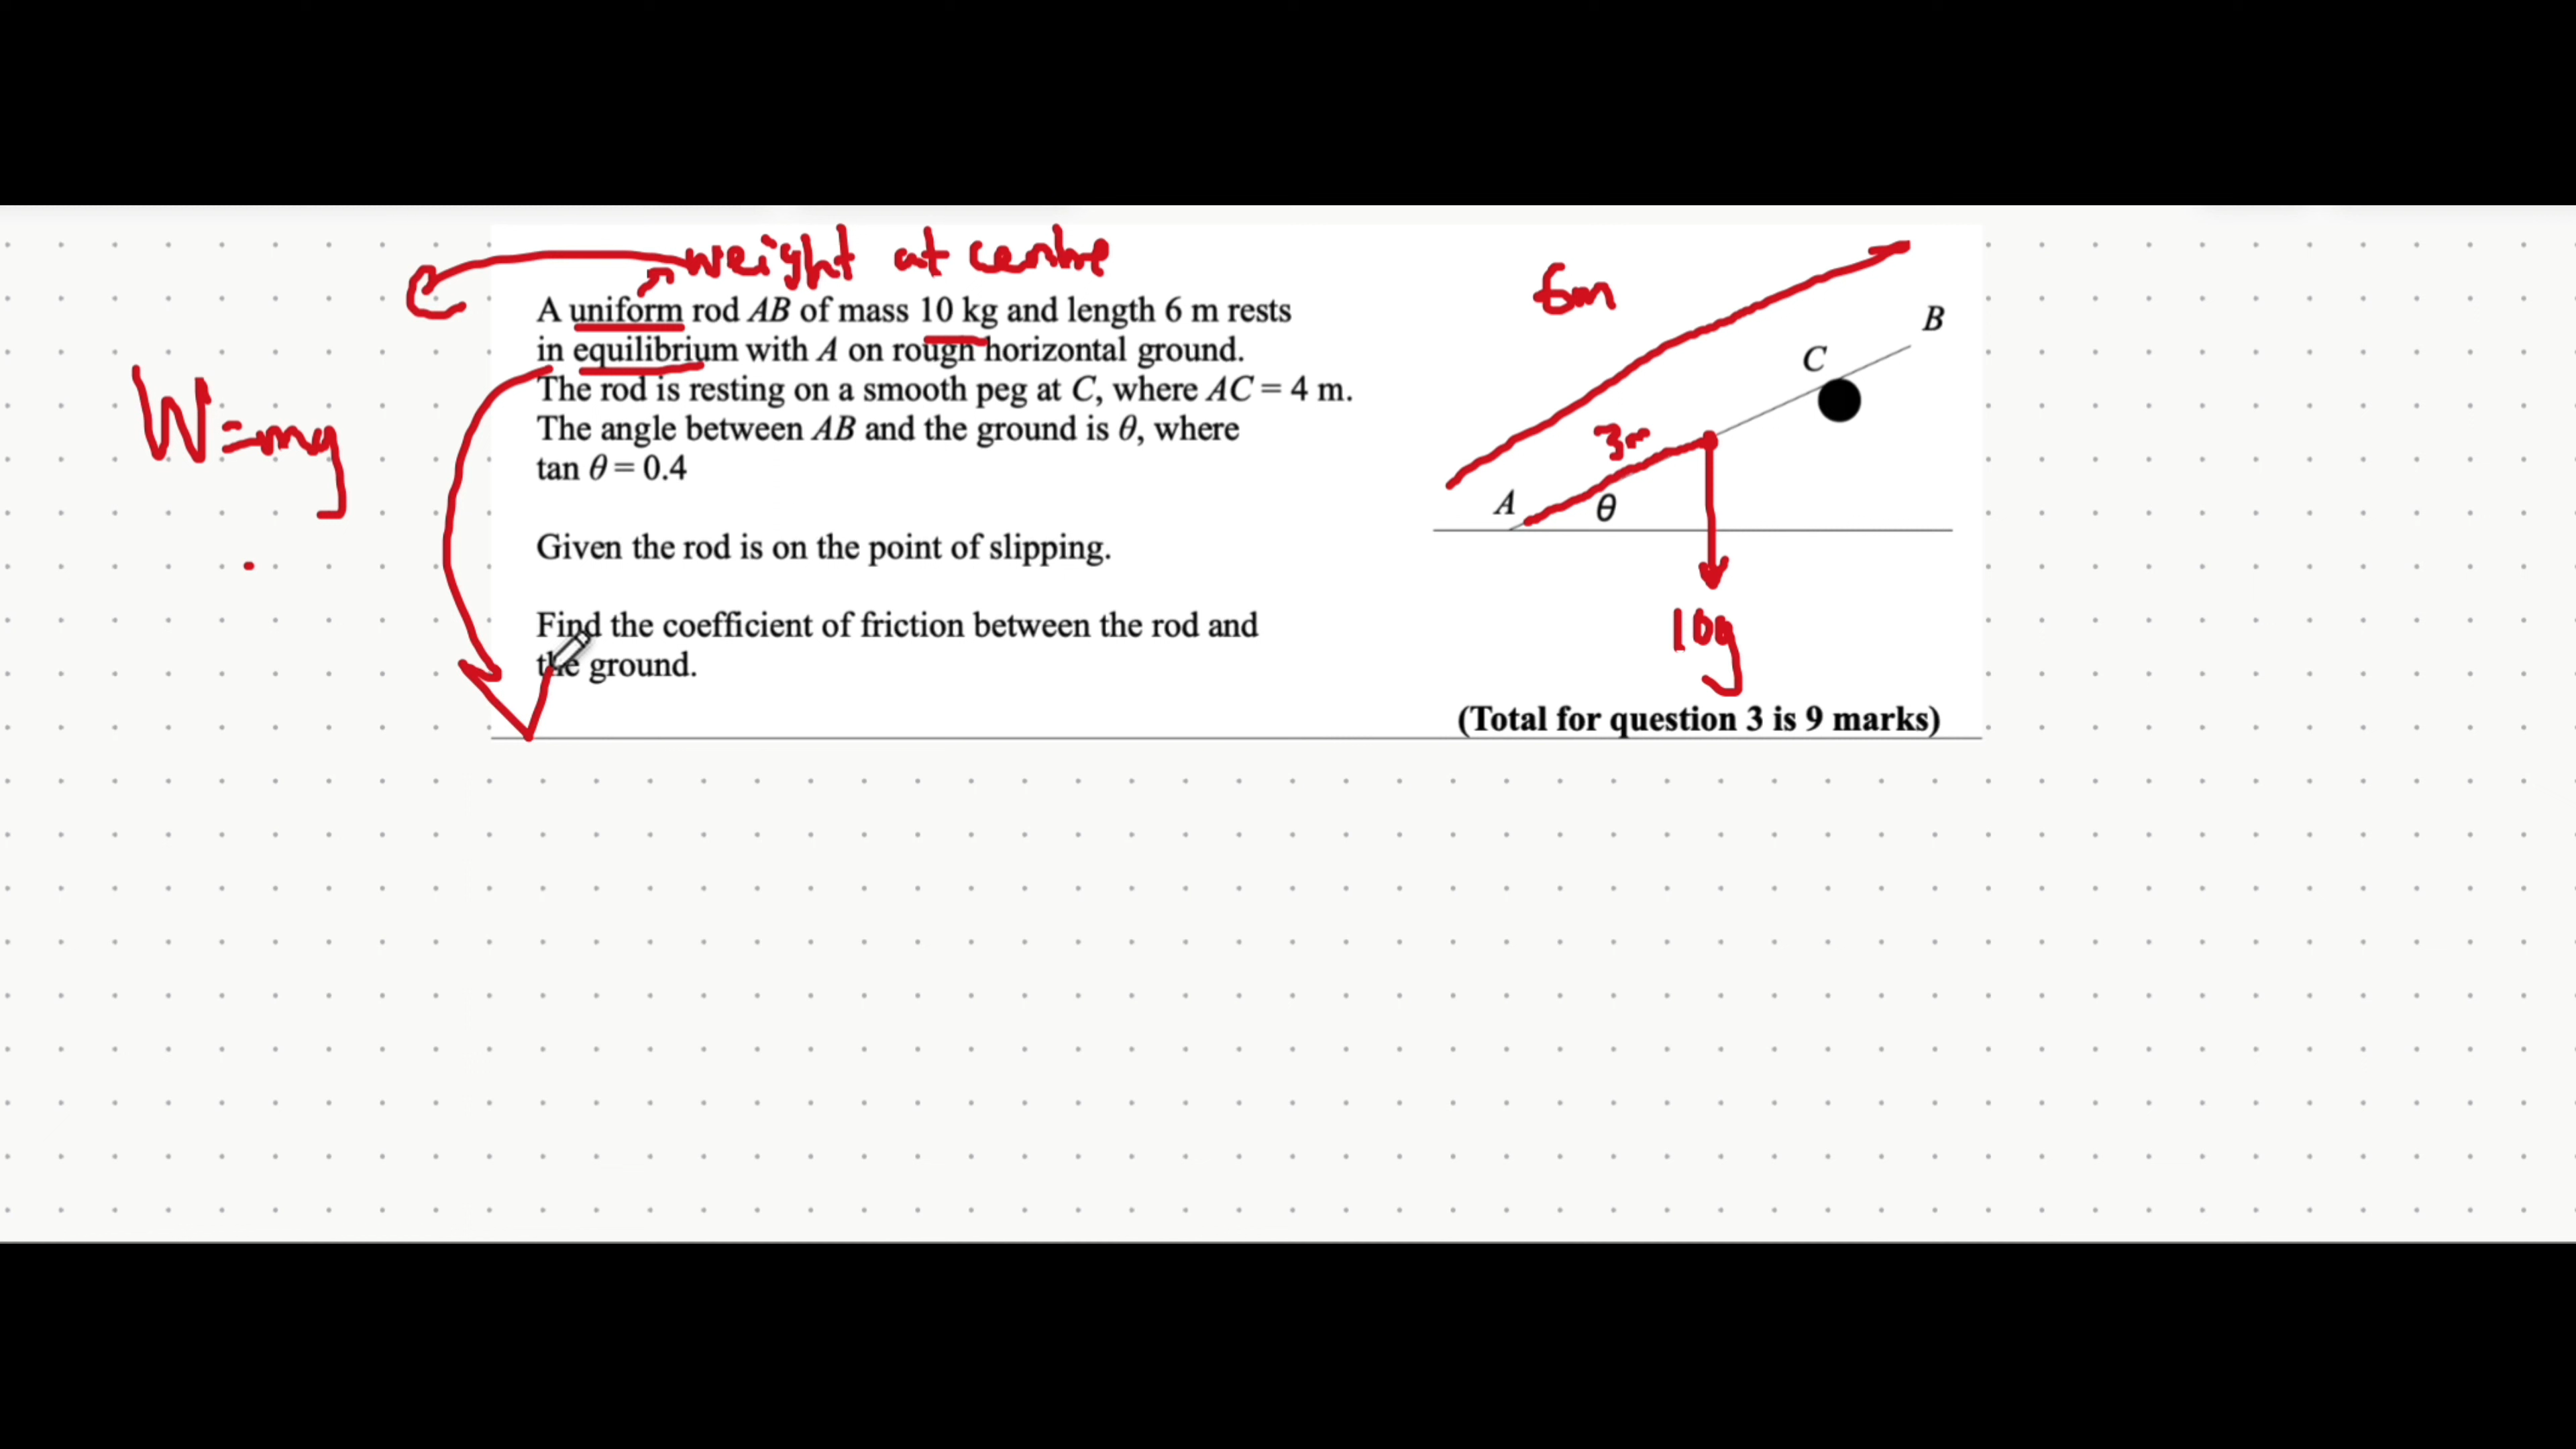 weight at centre
6m
A uniform rod AB of mass 10 kg and length 6 m rests
in equilibrium with A on rough horizontal ground.
The rod is resting on a smooth peg at C, where AC = 4 m.
The angle between AB and the ground is θ, where
tan θ = 0.4
W=mg
B
C
3m
A
θ
Given the rod is on the point of slipping.
Find the coefficient of friction between the rod and
the ground.
10g
(Total for question 3 is 9 marks)